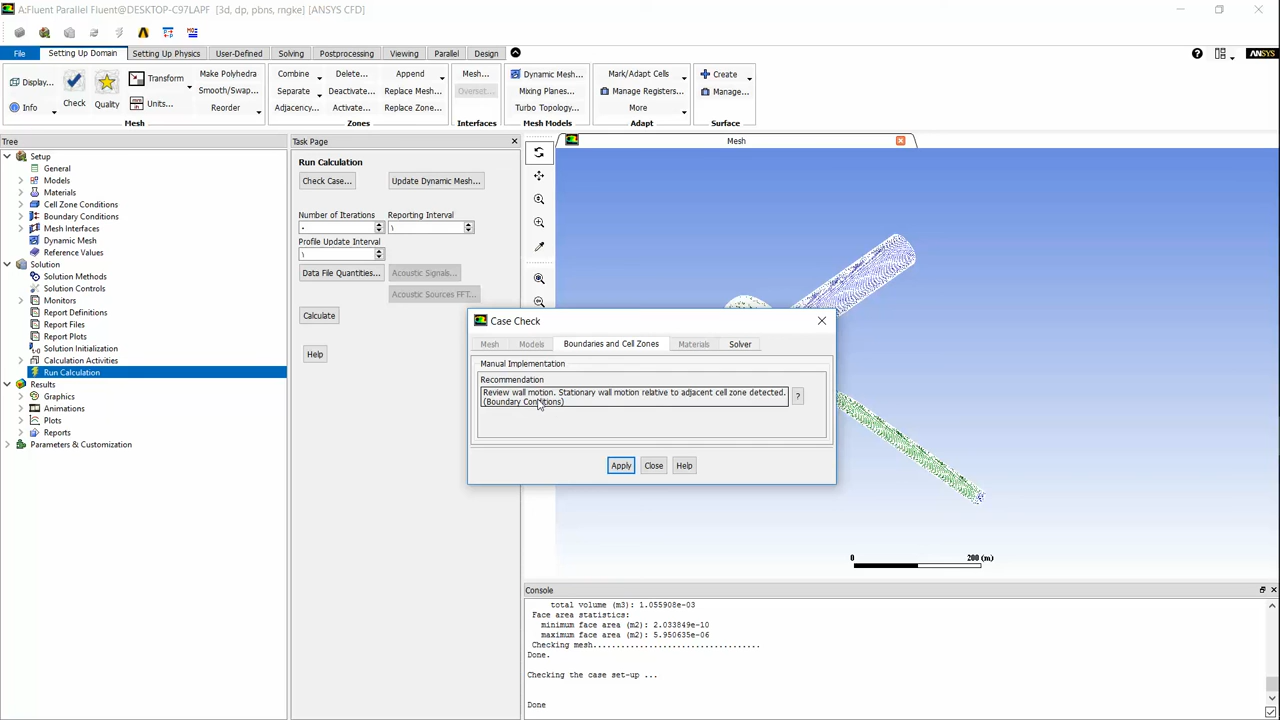 A:Fluent Parallel Fluent@DESKTOP-C97LAPF  [3d, dp, pbns, rngke] [ANSYS CFD]
File
Setting Up Domain
Setting Up Physics
User-Defined
Solving
Postprocessing
Viewing
Parallel
Design
ANSYS
Display...
Info
Check
Quality
Transform
Units...
Make Polyhedra
Smooth/Swap...
Reorder
Mesh
Combine
Separate
Adjacency...
Delete...
Deactivate...
Activate...
Append
Replace Mesh...
Replace Zone...
Zones
Mesh...
Overset...
Interfaces
Dynamic Mesh...
Mixing Planes...
Turbo Topology...
Mesh Models
Mark/Adapt Cells
Manage Registers...
More
Adapt
Create
Manage...
Surface
Tree
Setup
General
Models
Materials
Cell Zone Conditions
Boundary Conditions
Mesh Interfaces
Dynamic Mesh
Reference Values
Solution
Solution Methods
Solution Controls
Monitors
Report Definitions
Report Files
Report Plots
Solution Initialization
Calculation Activities
Run Calculation
Results
Graphics
Animations
Plots
Reports
Parameters & Customization
Task Page
Run Calculation
Check Case...
Update Dynamic Mesh...
Number of Iterations
Reporting Interval
Profile Update Interval
Data File Quantities...
Acoustic Signals...
Acoustic Sources FFT...
Calculate
Help
Mesh
Case Check
Mesh
Models
Boundaries and Cell Zones
Materials
Solver
Manual Implementation
Recommendation
Review wall motion. Stationary wall motion relative to adjacent cell zone detected.
(Boundary Conditions)
?
Apply
Close
Help
0
200 (m)
Console
total volume (m3): 1.055908e-03
Face area statistics:
minimum face area (m2): 2.033849e-10
maximum face area (m2): 5.950635e-06
Checking mesh...................................
Done.
Checking the case set-up ...
Done